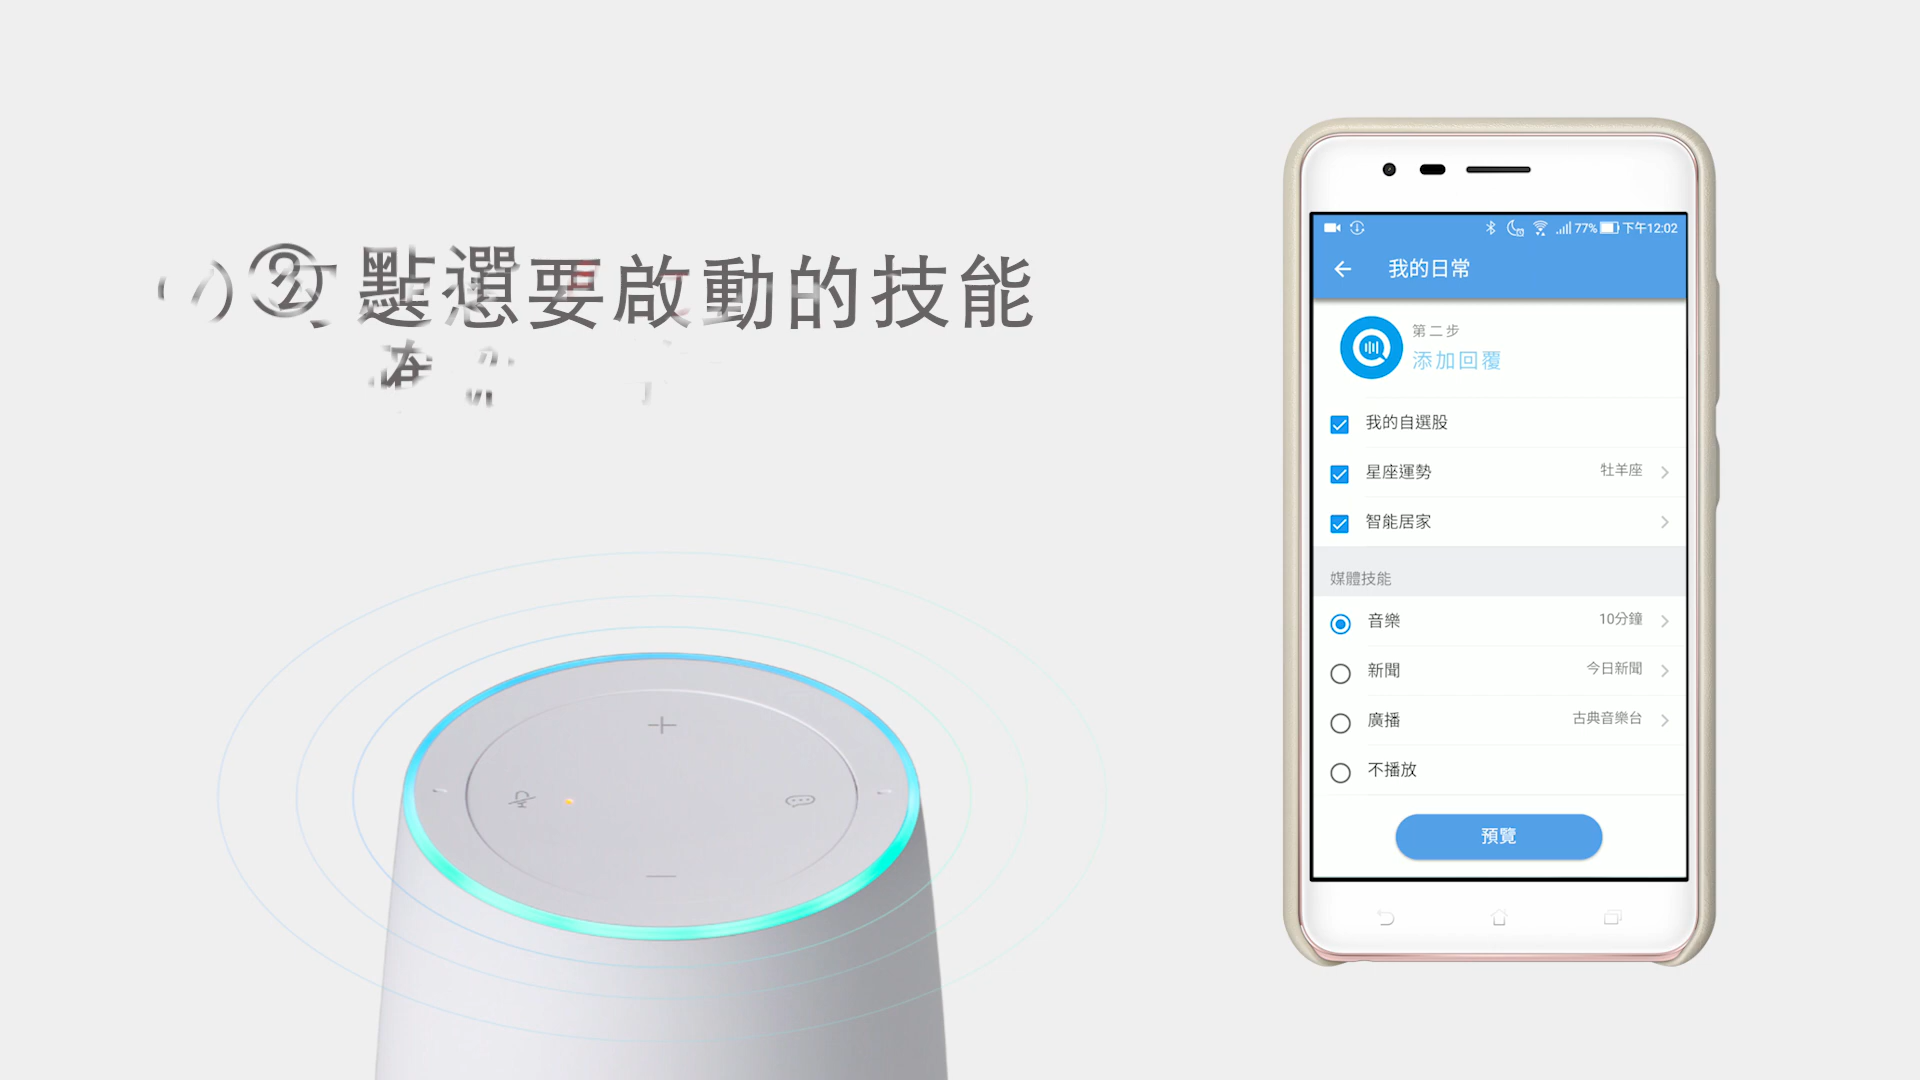 ② 點選要啟動的技能
77% 下午12:02
我的日常
第二步
添加回覆
我的自選股
星座運勢 牡羊座
智能居家
媒體技能
音樂 10分鐘
新聞 今日新聞
廣播 古典音樂台
不播放
預覽